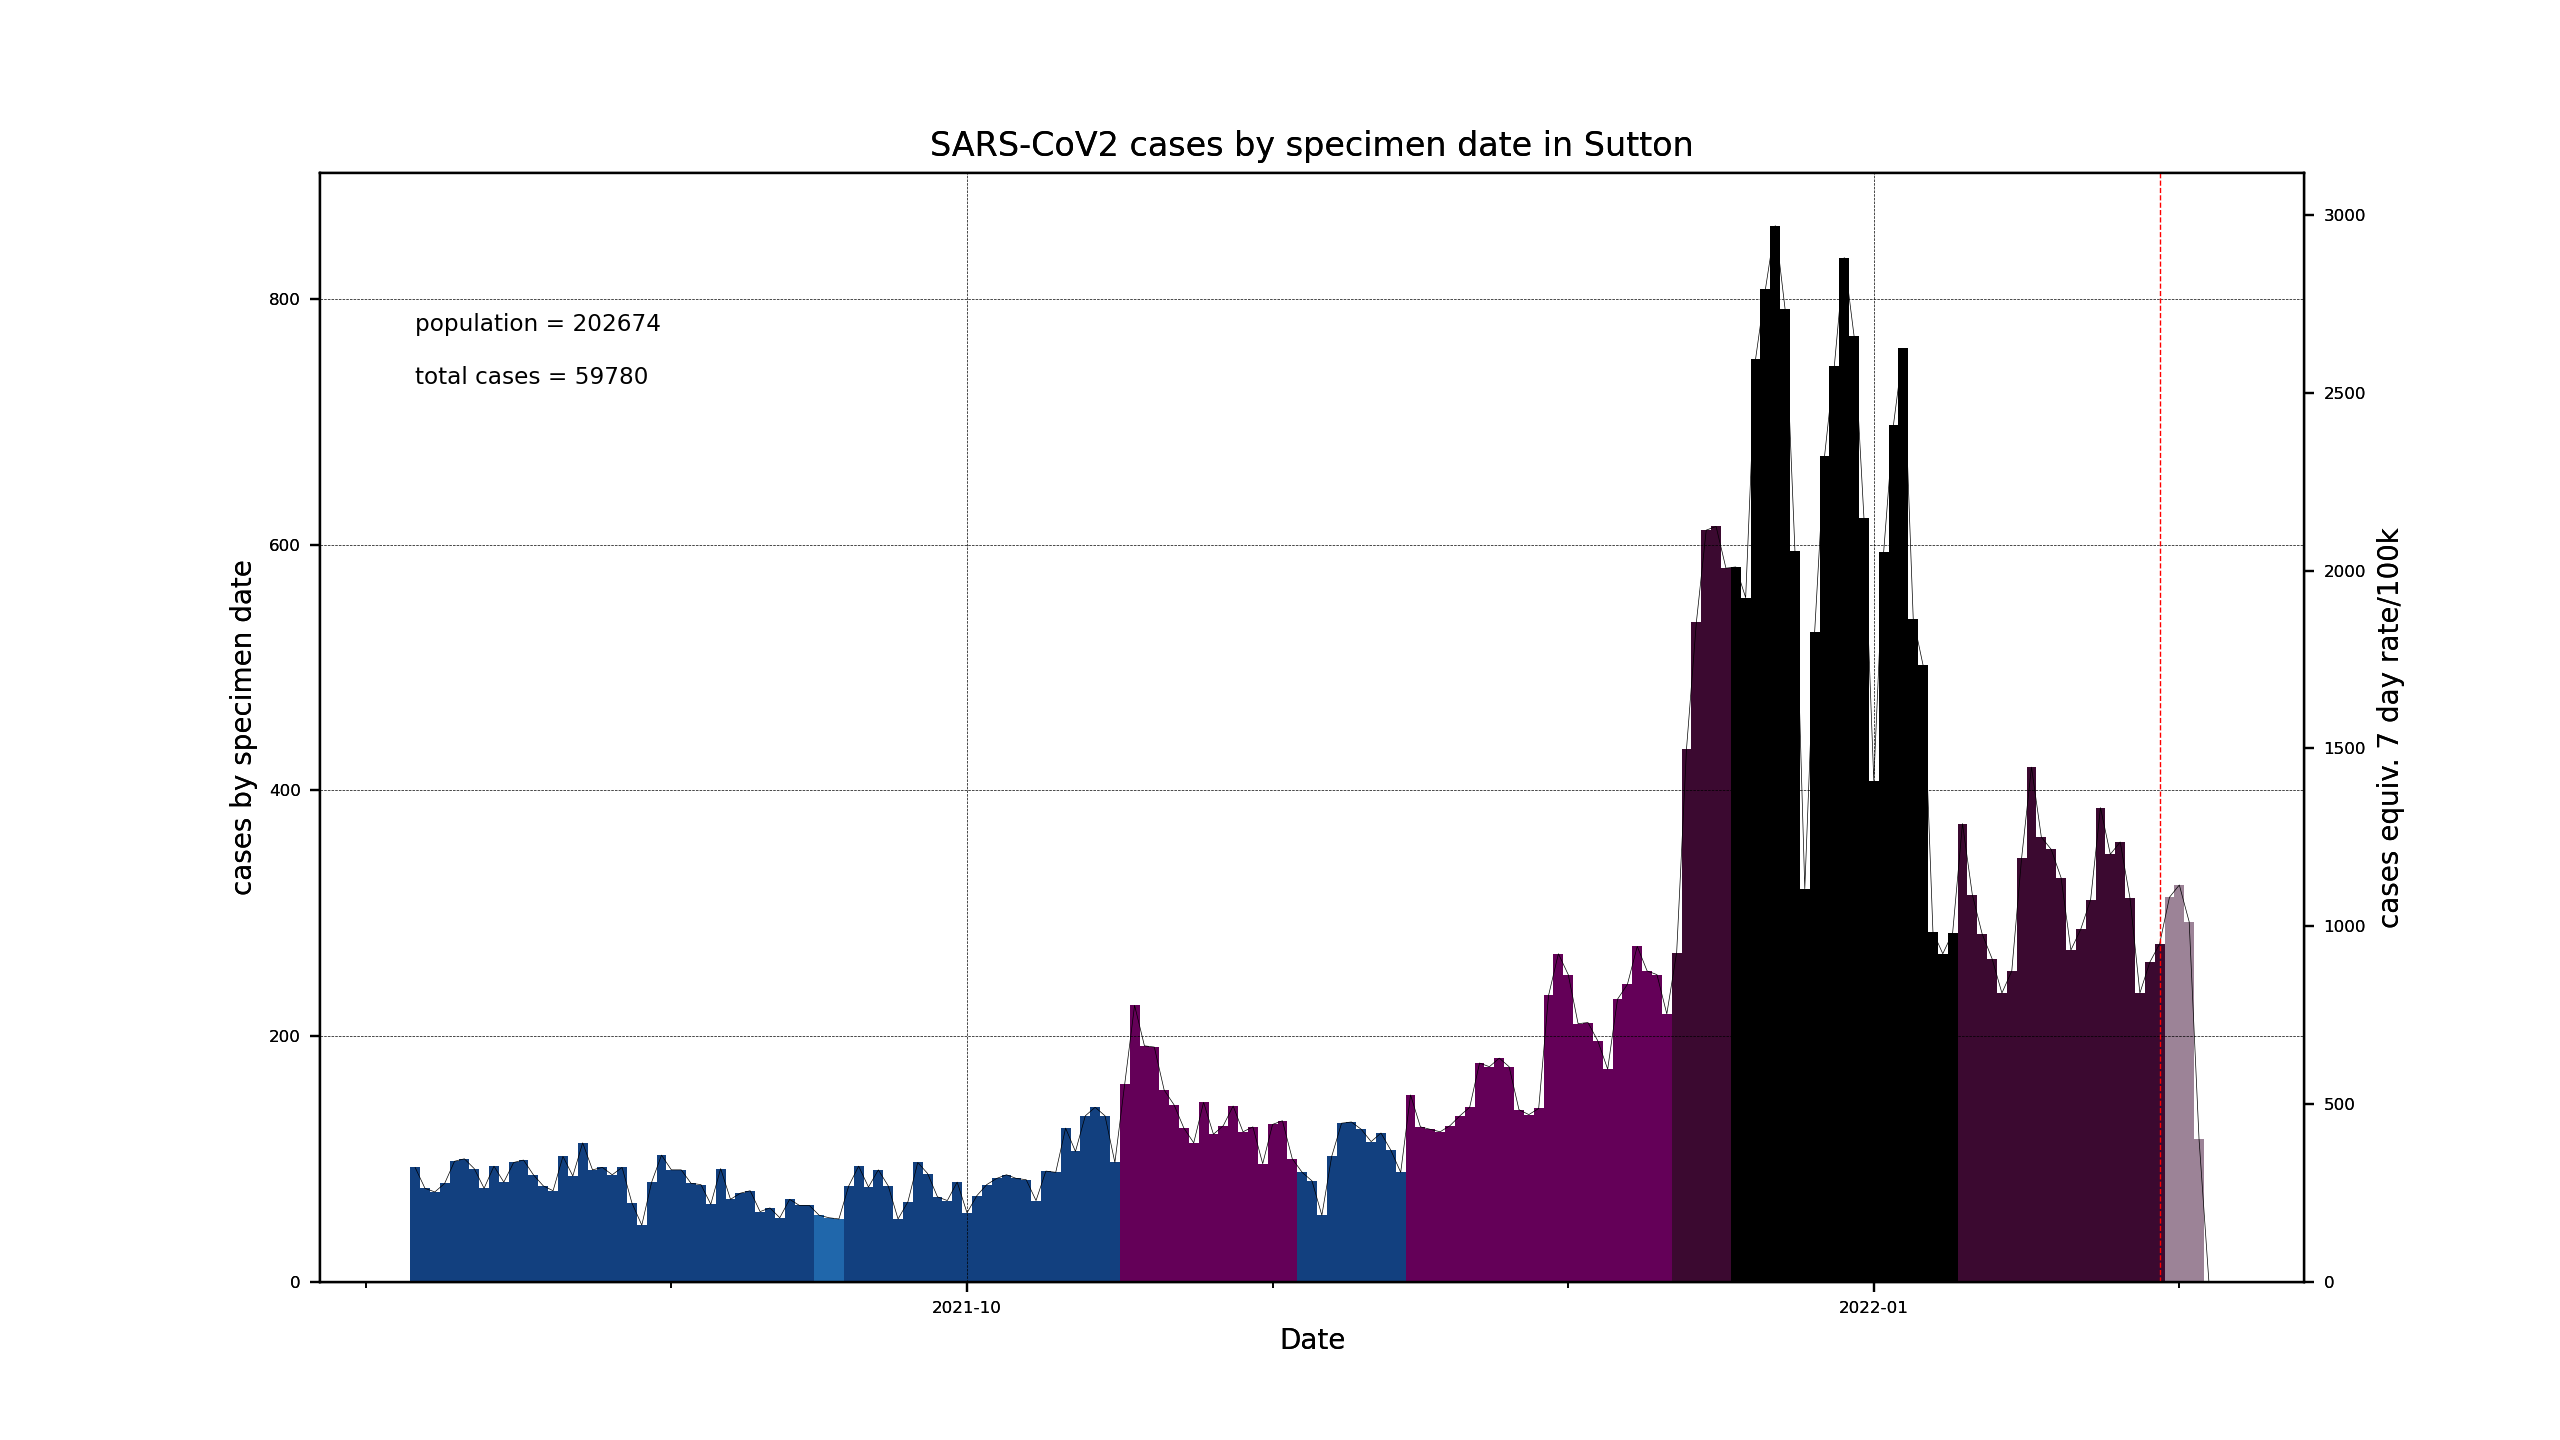 SARS-CoV2 cases by specimen date in Sutton
population = 202674
total cases = 59780
cases by specimen date
800
600
400
200
0
3000
2500
2000
1500
1000
500
0
cases equiv. 7 day rate/100k
2021-10
2022-01
Date